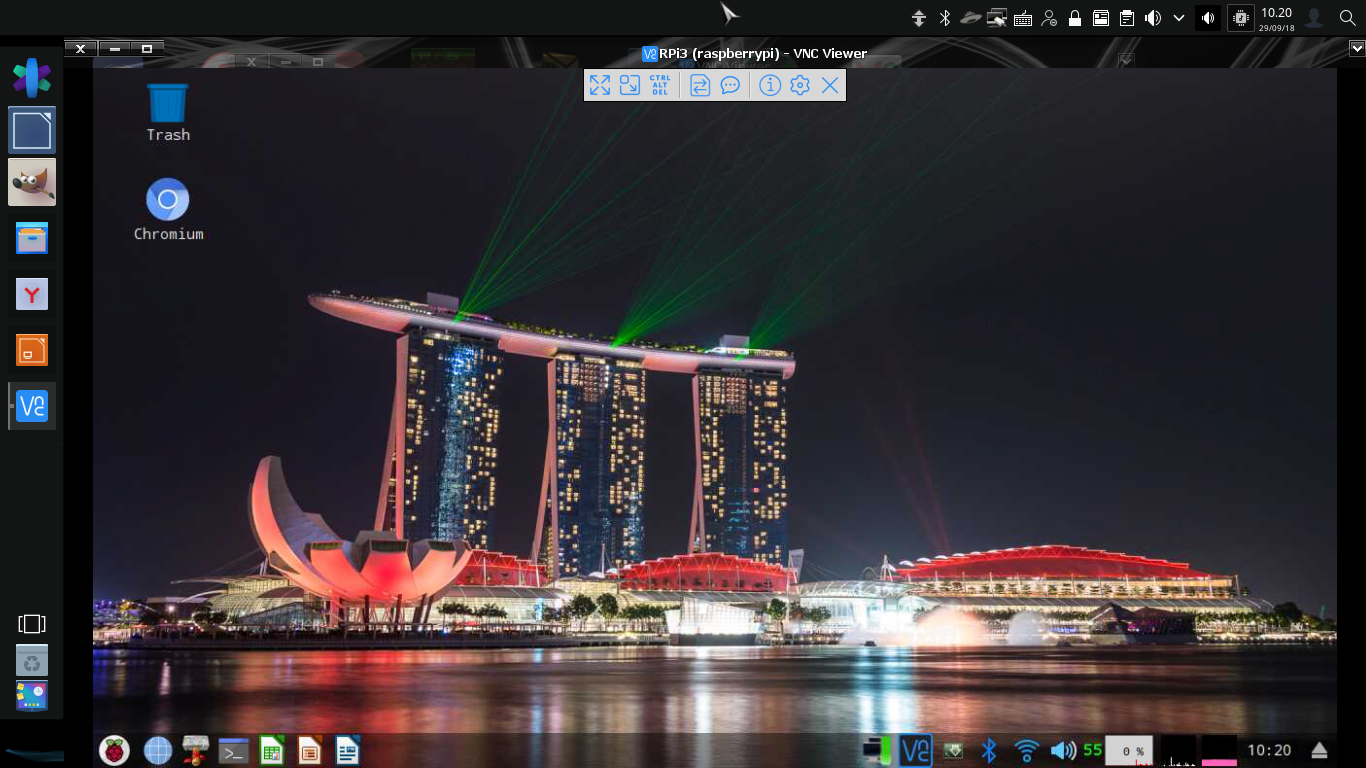 10.20
29/09/18
RPi3 (raspberrypi) - VNC Viewer
CTRL
ALT
DEL
Trash
Chromium
55
0 %
10:20